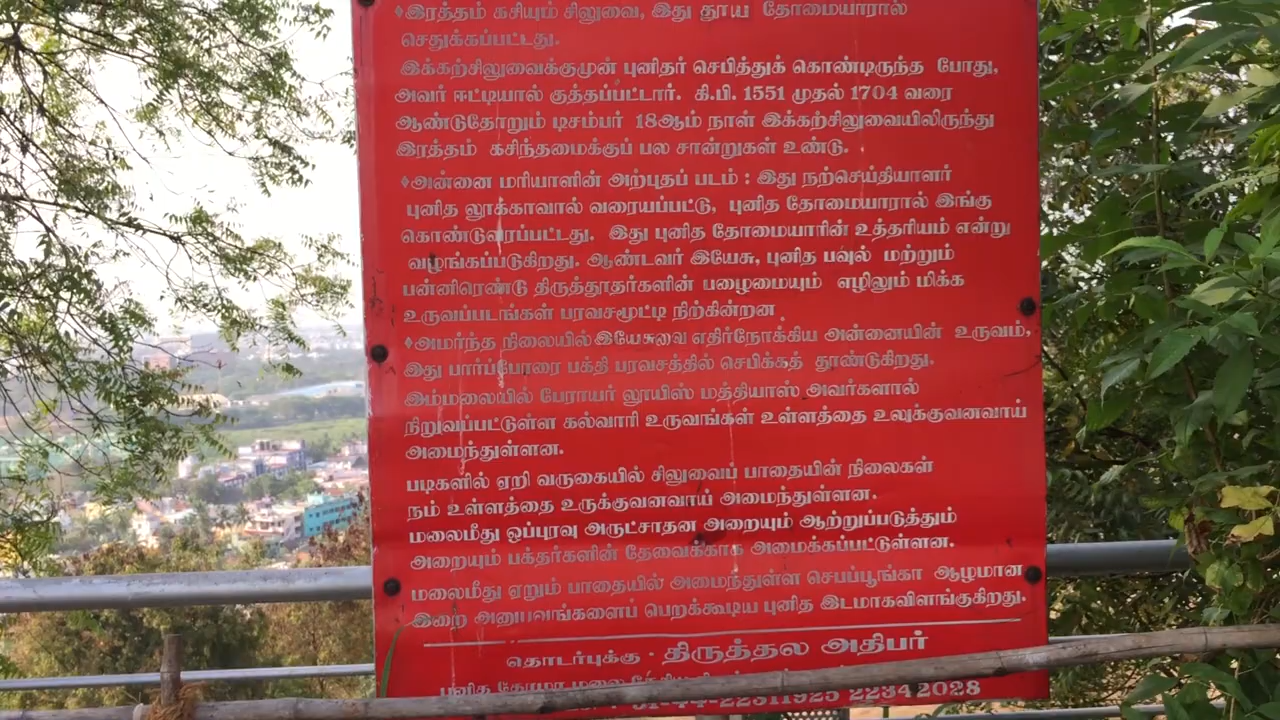 ♦இரத்தம் கசியும் சிலுவை, இது தூய தோமையாரால்
செதுக்கப்பட்டது.
இக்கற்சிலுவைக்குமுன் புனிதர் செபித்துக் கொண்டிருந்த போது,
அவர் ஈட்டியால் குத்தப்பட்டார். கி.பி. 1551 முதல் 1704 வரை
ஆண்டுதோறும் டிசம்பர் 18ஆம் நாள் இக்கற்சிலுவையிலிருந்து
இரத்தம் கசிந்தமைக்குப் பல சான்றுகள் உண்டு.
♦அன்னை மரியாளின் அற்புதப் படம் : இது நற்செய்தியாளர்
புனித லூக்காவால் வரையப்பட்டு, புனித தோமையாரால் இங்கு
கொண்டுவரப்பட்டது. இது புனித தோமையாரின் உத்தரியம் என்று
வழங்கப்படுகிறது. ஆண்டவர் இயேசு, புனித பவுல் மற்றும்
பன்னிரெண்டு திருத்தூதர்களின் பழைமையும் எழிலும் மிக்க
உருவப்படங்கள் பரவசமூட்டி நிற்கின்றன.
♦அமர்ந்த நிலையில் இயேசுவை எதிர்நோக்கிய அன்னையின் உருவம்,
இது பார்ப்போரை பக்தி பரவசத்தில் செபிக்கத் தூண்டுகிறது.
இம்மலையில் பேராயர் லூயிஸ் மத்தியாஸ் அவர்களால்
நிறுவப்பட்டுள்ள கல்வாரி உருவங்கள் உள்ளத்தை உலுக்குவனவாய்
அமைந்துள்ளன.
படிகளில் ஏறி வருகையில் சிலுவைப் பாதையின் நிலைகள்
நம் உள்ளத்தை உருக்குவனவாய் அமைந்துள்ளன.
மலைமீது ஒப்புரவு அருட்சாதன அறையும் ஆற்றுப்படுத்தும்
அறையும் பக்தர்களின் தேவைக்காக அமைக்கப்பட்டுள்ளன.
மலைமீது ஏறும் பாதையில் அமைந்துள்ள செபப்பூங்கா ஆழமான
இறை அனுபவங்களைப் பெறக்கூடிய புனித இடமாகவிளங்குகிறது.
தொடர்புக்கு · திருத்தல அதிபர்
புனித தோமா மலை
91-44-22311925 22342028